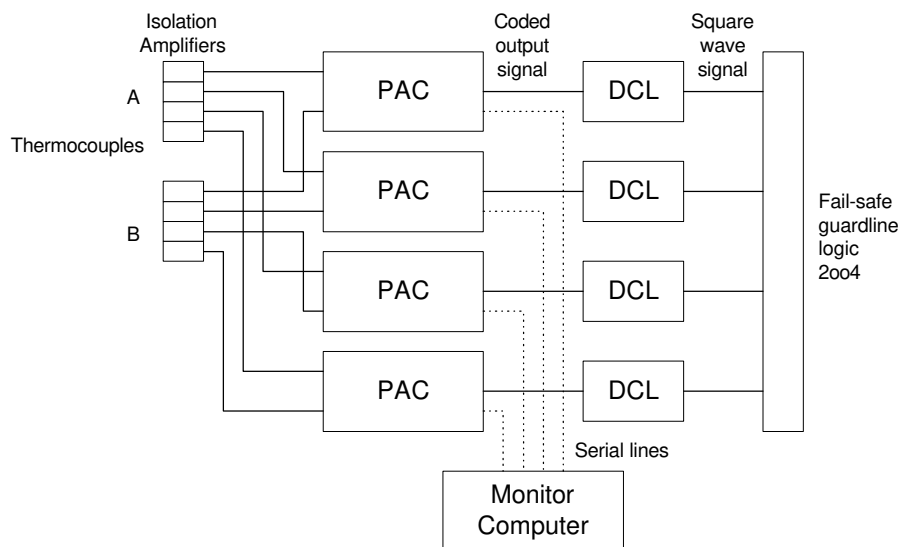 Isolation
Amplifiers
Coded
output
signal
Square
wave
signal
A
PAC
DCL
Thermocouples
B
PAC
DCL
Fail-safe
guardline
logic
2oo4
PAC
DCL
PAC
DCL
Serial lines
Monitor
Computer